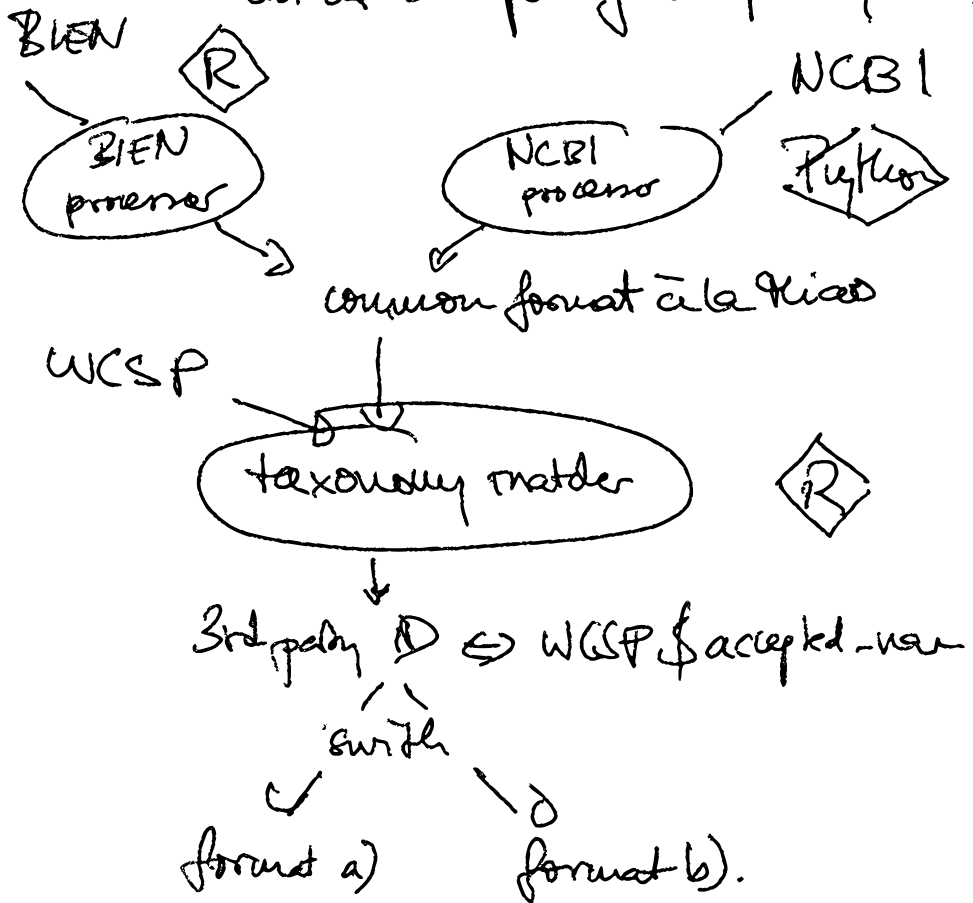 BIEN
R
NCBI
BIEN
processor
NCBI
processor
Python
common format à la
WCSP
taxonomy matcher
R
3rd party ID <=> WCSP$accepted_
switch
format a)
format b).